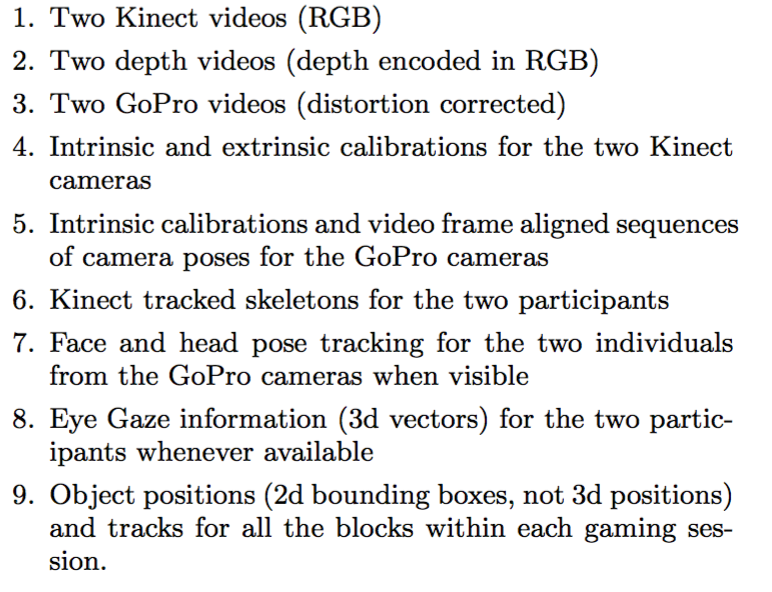 1. Two Kinect videos (RGB)
2. Two depth videos (depth encoded in RGB)
3. Two GoPro videos (distortion corrected)
4. Intrinsic and extrinsic calibrations for the two Kinect
cameras
5. Intrinsic calibrations and video frame aligned sequences
of camera poses for the GoPro cameras
6. Kinect tracked skeletons for the two participants
7. Face and head pose tracking for the two individuals
from the GoPro cameras when visible
8. Eye Gaze information (3d vectors) for the two partic-
ipants whenever available
9. Object positions (2d bounding boxes, not 3d positions)
and tracks for all the blocks within each gaming ses-
sion.